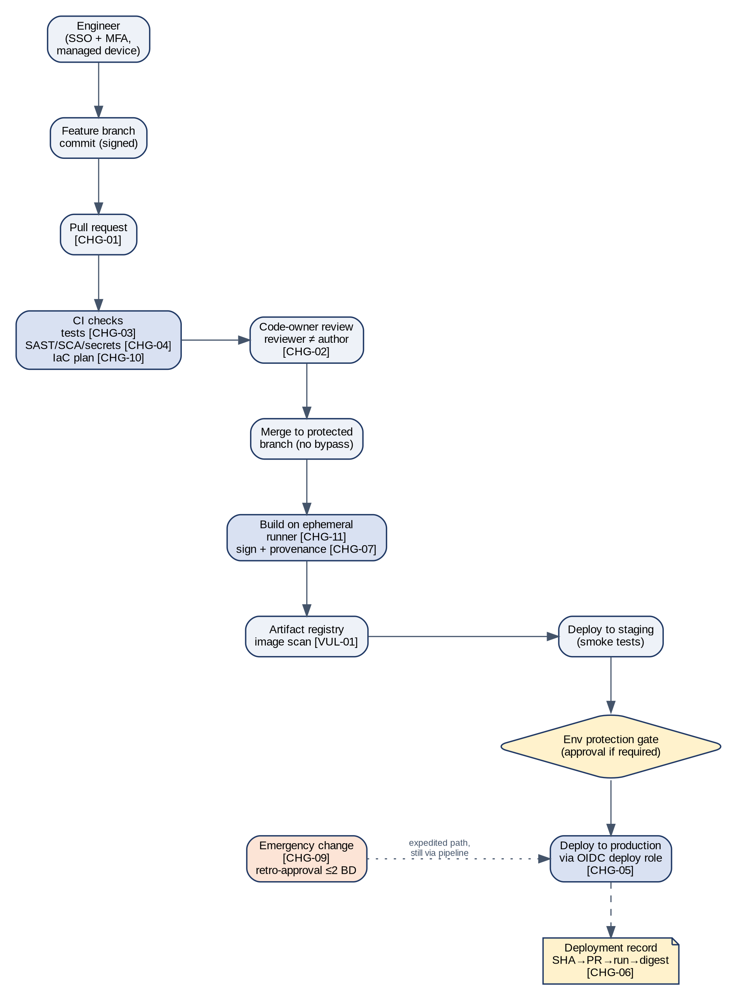 Engineer
(SSO + MFA,
managed device)
Feature branch
commit (signed)
Pull request
[CHG-01]
CI checks
tests [CHG-03]
SAST/SCA/secrets [CHG-04]
IaC plan [CHG-10]
Code-owner review
reviewer ≠ author
[CHG-02]
Merge to protected
branch (no bypass)
Build on ephemeral
runner [CHG-11]
sign + provenance [CHG-07]
Artifact registry
image scan [VUL-01]
Deploy to staging
(smoke tests)
Env protection gate
(approval if required)
Emergency change
[CHG-09]
retro-approval ≤2 BD
expedited path,
still via pipeline
Deploy to production
via OIDC deploy role
[CHG-05]
Deployment record
SHA→PR→run→digest
[CHG-06]